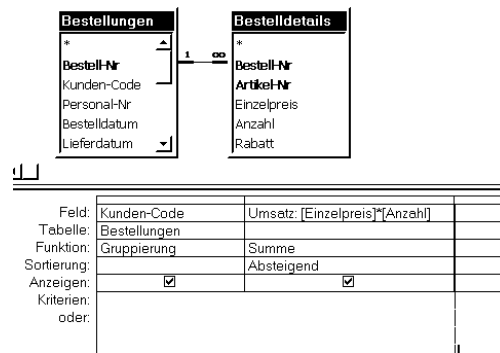 Bestellungen
*
Bestell-Nr
Kunden-Code
Personal-Nr
Bestelldatum
Lieferdatum
1 ∞
Bestelldetails
*
Bestell-Nr
Artikel-Nr
Einzelpreis
Anzahl
Rabatt
Feld: Kunden-Code Umsatz: [Einzelpreis]*[Anzahl]
Tabelle: Bestellungen
Funktion: Gruppierung Summe
Sortierung: Absteigend
Anzeigen:
Kriterien:
oder: